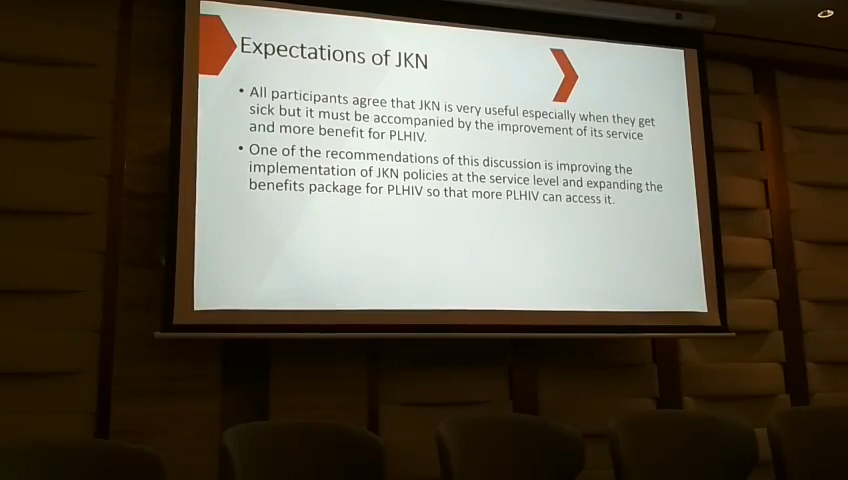 Expectations of JKN
• All participants agree that JKN is very useful especially when they get
sick but it must be accompanied by the improvement of its service
and more benefit for PLHIV.
• One of the recommendations of this discussion is improving the
implementation of JKN policies at the service level and expanding the
benefits package for PLHIV so that more PLHIV can access it.